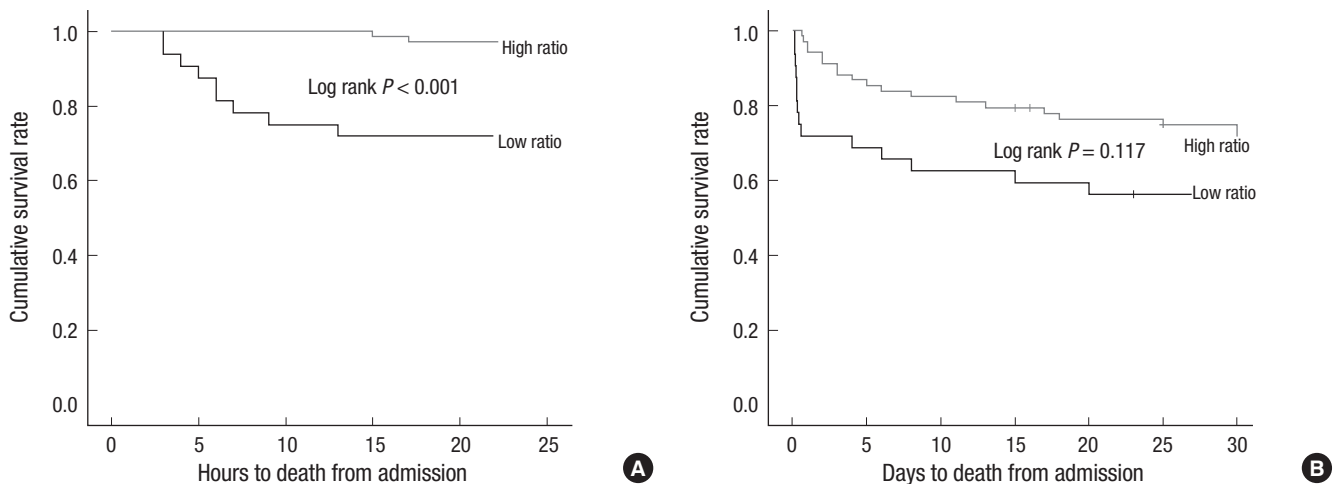 Cumulative survival rate
1.0
0.8
0.6
0.4
0.2
0.0
High ratio
Log rank P < 0.001
Low ratio
0 5 10 15 20 25
Hours to death from admission
A
Cumulative survival rate
1.0
0.8
0.6
0.4
0.2
0.0
High ratio
Log rank P = 0.117
Low ratio
0 5 10 15 20 25 30
Days to death from admission
B